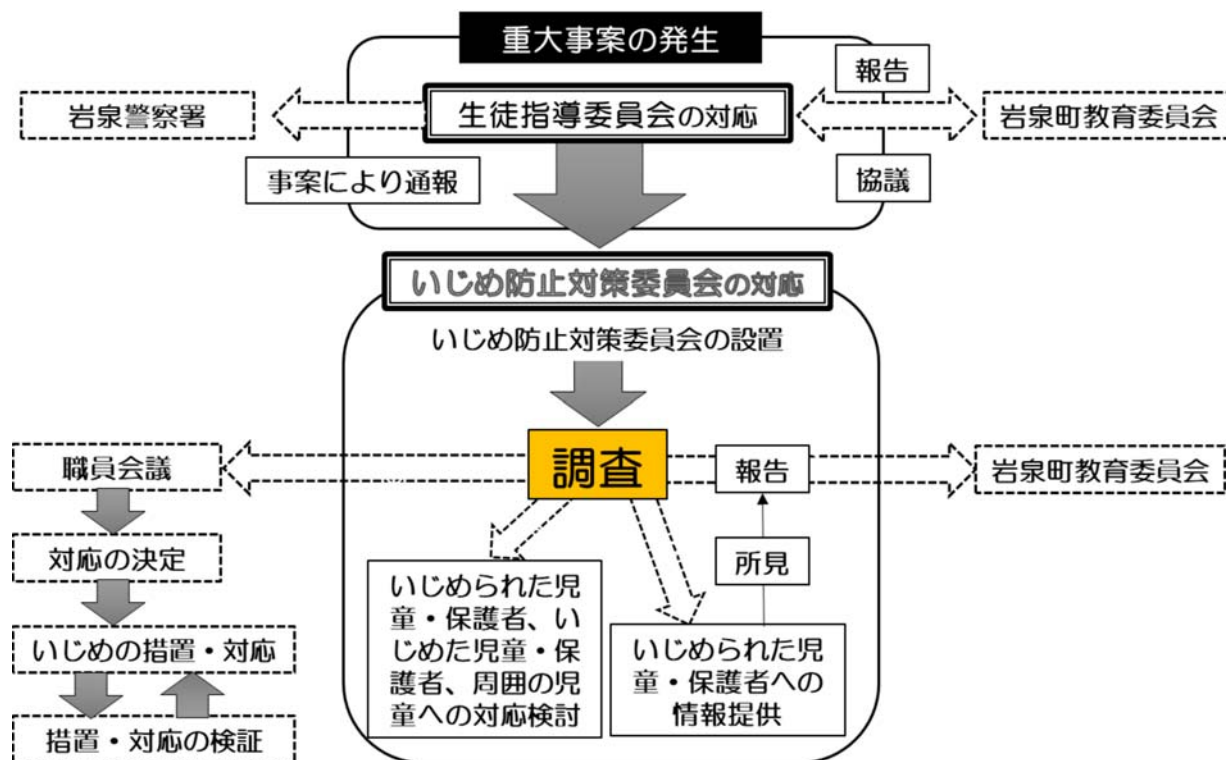 重大事案の発生
報告
岩泉警察署
生徒指導委員会の対応
岩泉町教育委員会
事案により通報
協議
いじめ防止対策委員会の対応
いじめ防止対策委員会の設置
職員会議
調査
報告
岩泉町教育委員会
対応の決定
所見
いじめられた児
童・保護者、い
じめた児童・保
護者、周囲の児
童への対応検討
いじめられた児
童・保護者への
情報提供
いじめの措置・対応
措置・対応の検証